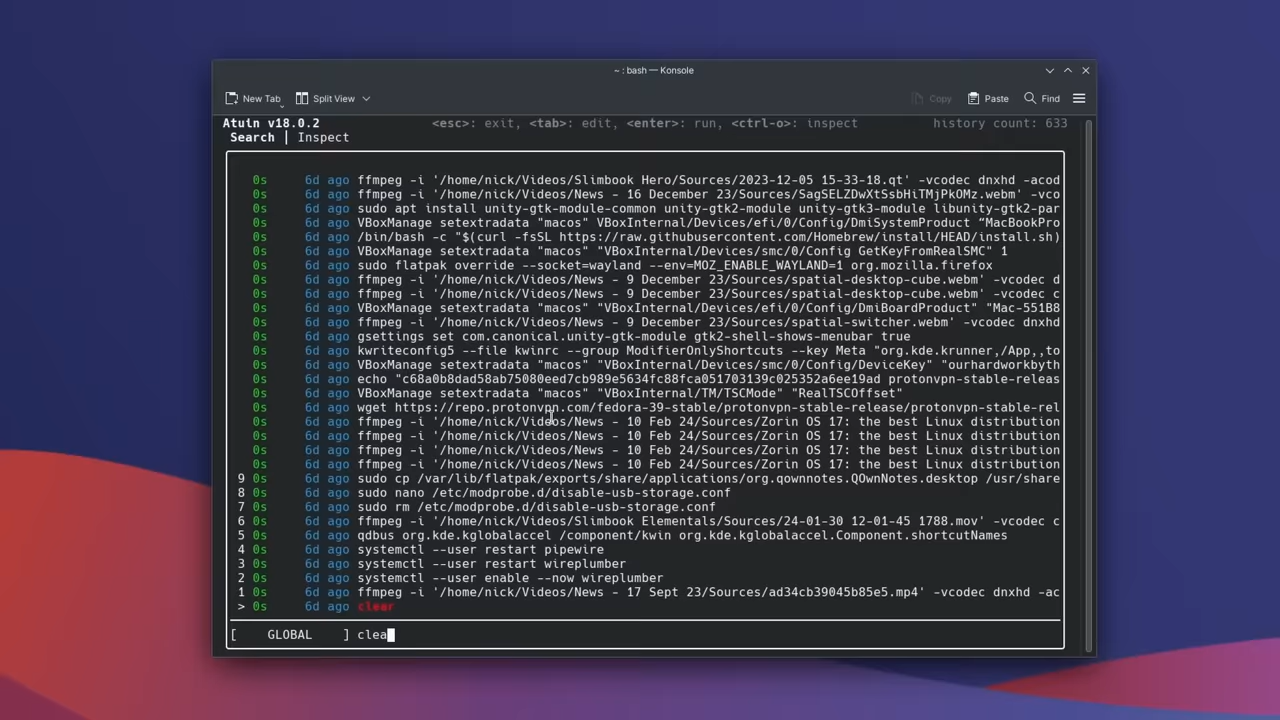 ~ : bash — Konsole
New Tab Split View Copy Paste Find
Atuin v18.0.2 <esc>: exit, <tab>: edit, <enter>: run, <ctrl-o>: inspect history count: 633
Search | Inspect
0s 6d ago ffmpeg -i '/home/nick/Videos/Slimbook Hero/Sources/2023-12-05 15-33-18.qt' -vcodec dnxhd -acod
0s 6d ago ffmpeg -i '/home/nick/Videos/News - 16 December 23/Sources/SagSELZDwXtSsbHiTMjPkOMz.webm' -vco
0s 6d ago sudo apt install unity-gtk-module-common unity-gtk2-module unity-gtk3-module libunity-gtk2-par
0s 6d ago VBoxManage setextradata "macos" VBoxInternal/Devices/efi/0/Config/DmiSystemProduct “MacBookPro
0s 6d ago /bin/bash -c "$(curl -fsSL https://raw.githubusercontent.com/Homebrew/install/HEAD/install.sh)
0s 6d ago VBoxManage setextradata "macos" "VBoxInternal/Devices/smc/0/Config GetKeyFromRealSMC" 1
0s 6d ago sudo flatpak override --socket=wayland --env=MOZ_ENABLE_WAYLAND=1 org.mozilla.firefox
0s 6d ago ffmpeg -i '/home/nick/Videos/News - 9 December 23/Sources/spatial-desktop-cube.webm' -vcodec d
0s 6d ago ffmpeg -i '/home/nick/Videos/News - 9 December 23/Sources/spatial-desktop-cube.webm' -vcodec c
0s 6d ago VBoxManage setextradata "macos" "VBoxInternal/Devices/efi/0/Config/DmiBoardProduct" "Mac-551B8
0s 6d ago ffmpeg -i '/home/nick/Videos/News - 9 December 23/Sources/spatial-switcher.webm' -vcodec dnxhd
0s 6d ago gsettings set com.canonical.unity-gtk-module gtk2-shell-shows-menubar true
0s 6d ago kwriteconfig5 --file kwinrc --group ModifierOnlyShortcuts --key Meta "org.kde.krunner,/App,,to
0s 6d ago VBoxManage setextradata "macos" "VBoxInternal/Devices/smc/0/Config/DeviceKey" "ourhardworkbyth
0s 6d ago echo "c68a0b8dad58ab75080eed7cb989e5634fc88fca051703139c025352a6ee19ad protonvpn-stable-releas
0s 6d ago VBoxManage setextradata "macos" "VBoxInternal/TM/TSCMode" "RealTSCOffset"
0s 6d ago wget https://repo.protonvpn.com/fedora-39-stable/protonvpn-stable-release/protonvpn-stable-rel
0s 6d ago ffmpeg -i '/home/nick/Videos/News - 10 Feb 24/Sources/Zorin OS 17: the best Linux distribution
0s 6d ago ffmpeg -i '/home/nick/Videos/News - 10 Feb 24/Sources/Zorin OS 17: the best Linux distribution
0s 6d ago ffmpeg -i '/home/nick/Videos/News - 10 Feb 24/Sources/Zorin OS 17: the best Linux distribution
0s 6d ago ffmpeg -i '/home/nick/Videos/News - 10 Feb 24/Sources/Zorin OS 17: the best Linux distribution
9 0s 6d ago sudo cp /var/lib/flatpak/exports/share/applications/org.qownnotes.QOwnNotes.desktop /usr/share
8 0s 6d ago sudo nano /etc/modprobe.d/disable-usb-storage.conf
7 0s 6d ago sudo rm /etc/modprobe.d/disable-usb-storage.conf
6 0s 6d ago ffmpeg -i '/home/nick/Videos/Slimbook Elementals/Sources/24-01-30 12-01-45 1788.mov' -vcodec c
5 0s 6d ago qdbus org.kde.kglobalaccel /component/kwin org.kde.kglobalaccel.Component.shortcutNames
4 0s 6d ago systemctl --user restart pipewire
3 0s 6d ago systemctl --user restart wireplumber
2 0s 6d ago systemctl --user enable --now wireplumber
1 0s 6d ago ffmpeg -i '/home/nick/Videos/News - 17 Sept 23/Sources/ad34cb39045b85e5.mp4' -vcodec dnxhd -ac
> 0s 6d ago clear
[ GLOBAL ] clea